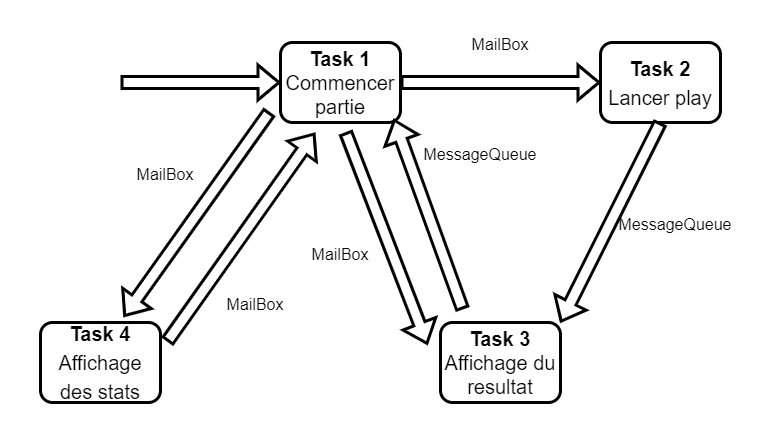 MailBox
Task 1
Commencer
partie
Task 2
Lancer play
MessageQueue
MailBox
MessageQueue
MailBox
MailBox
Task 4
Affichage
des stats
Task 3
Affichage du
resultat